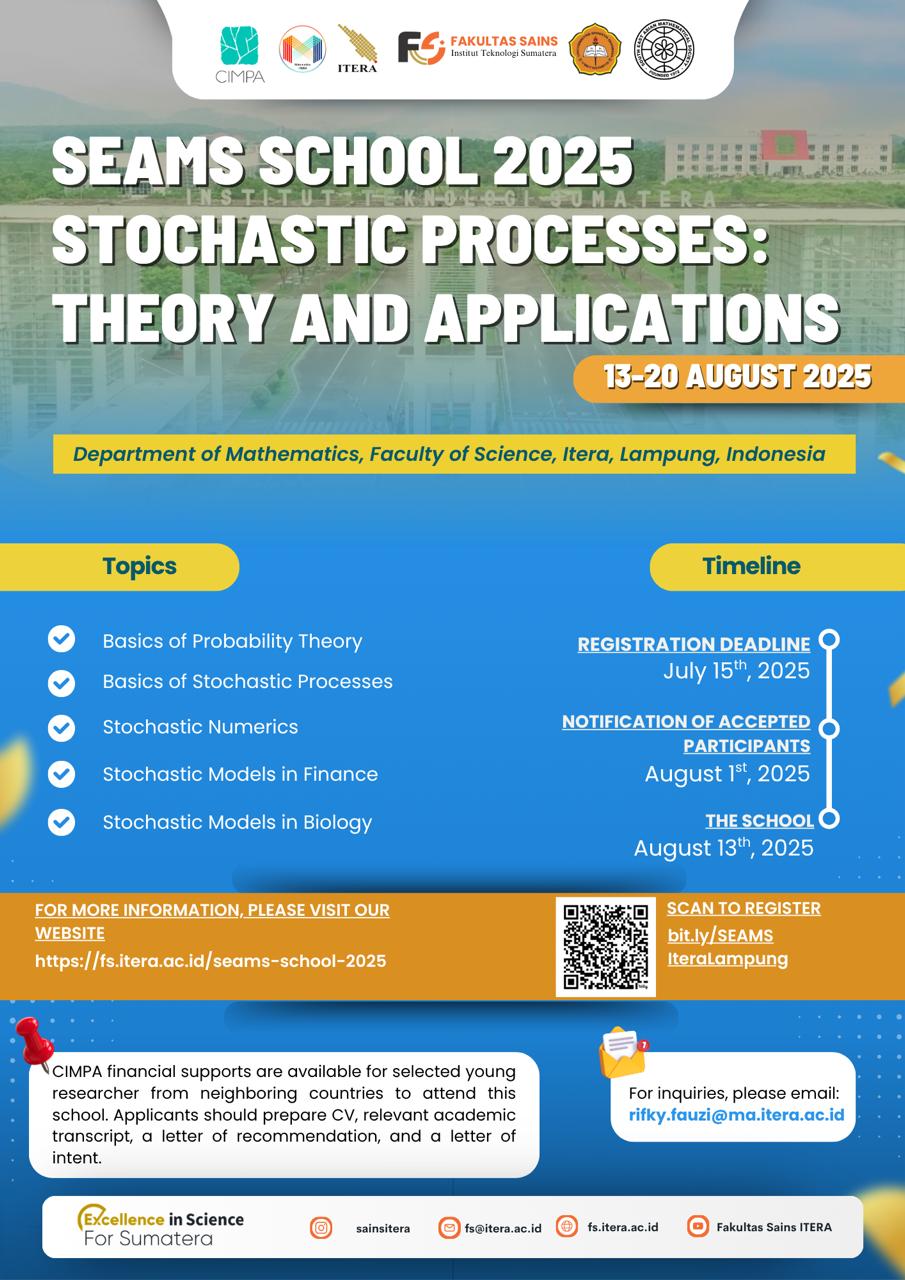 CIMPA
ITERA
FS FAKULTAS SAINS
Institut Teknologi Sumatera
SEAMS SCHOOL 2025
INSTITUT TEKNOLOGI SUMATERA
STOCHASTIC PROCESSES:
THEORY AND APPLICATIONS
13-20 AUGUST 2025
Department of Mathematics, Faculty of Science, Itera, Lampung, Indonesia
Topics
Basics of Probability Theory
Basics of Stochastic Processes
Stochastic Numerics
Stochastic Models in Finance
Stochastic Models in Biology
Timeline
REGISTRATION DEADLINE
July 15th, 2025
NOTIFICATION OF ACCEPTED
PARTICIPANTS
August 1st, 2025
THE SCHOOL
August 13th, 2025
FOR MORE INFORMATION, PLEASE VISIT OUR
WEBSITE
https://fs.itera.ac.id/seams-school-2025
SCAN TO REGISTER
bit.ly/SEAMS
IteraLampung
CIMPA financial supports are available for selected young
researcher from neighboring countries to attend this
school. Applicants should prepare CV, relevant academic
transcript, a letter of recommendation, and a letter of
intent.
For inquiries, please email:
rifky.fauzi@ma.itera.ac.id
Excellence in Science
For Sumatera
sainsitera
fs@itera.ac.id
fs.itera.ac.id
Fakultas Sains ITERA